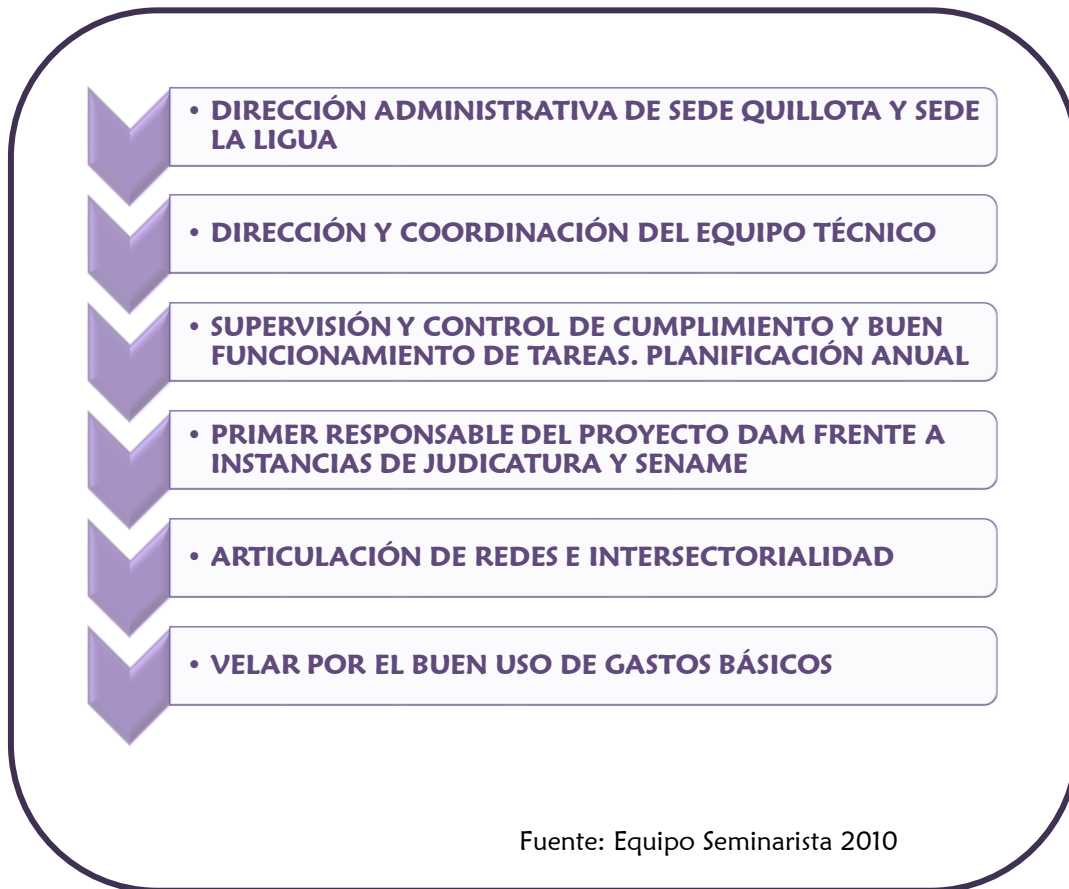 • DIRECCIÓN ADMINISTRATIVA DE SEDE QUILLOTA Y SEDE
LA LIGUA
• DIRECCIÓN Y COORDINACIÓN DEL EQUIPO TÉCNICO
• SUPERVISIÓN Y CONTROL DE CUMPLIMIENTO Y BUEN
FUNCIONAMIENTO DE TAREAS. PLANIFICACIÓN ANUAL
• PRIMER RESPONSABLE DEL PROYECTO DAM FRENTE A
INSTANCIAS DE JUDICATURA Y SENAME
• ARTICULACIÓN DE REDES E INTERSECTORIALIDAD
• VELAR POR EL BUEN USO DE GASTOS BÁSICOS
Fuente: Equipo Seminarista 2010